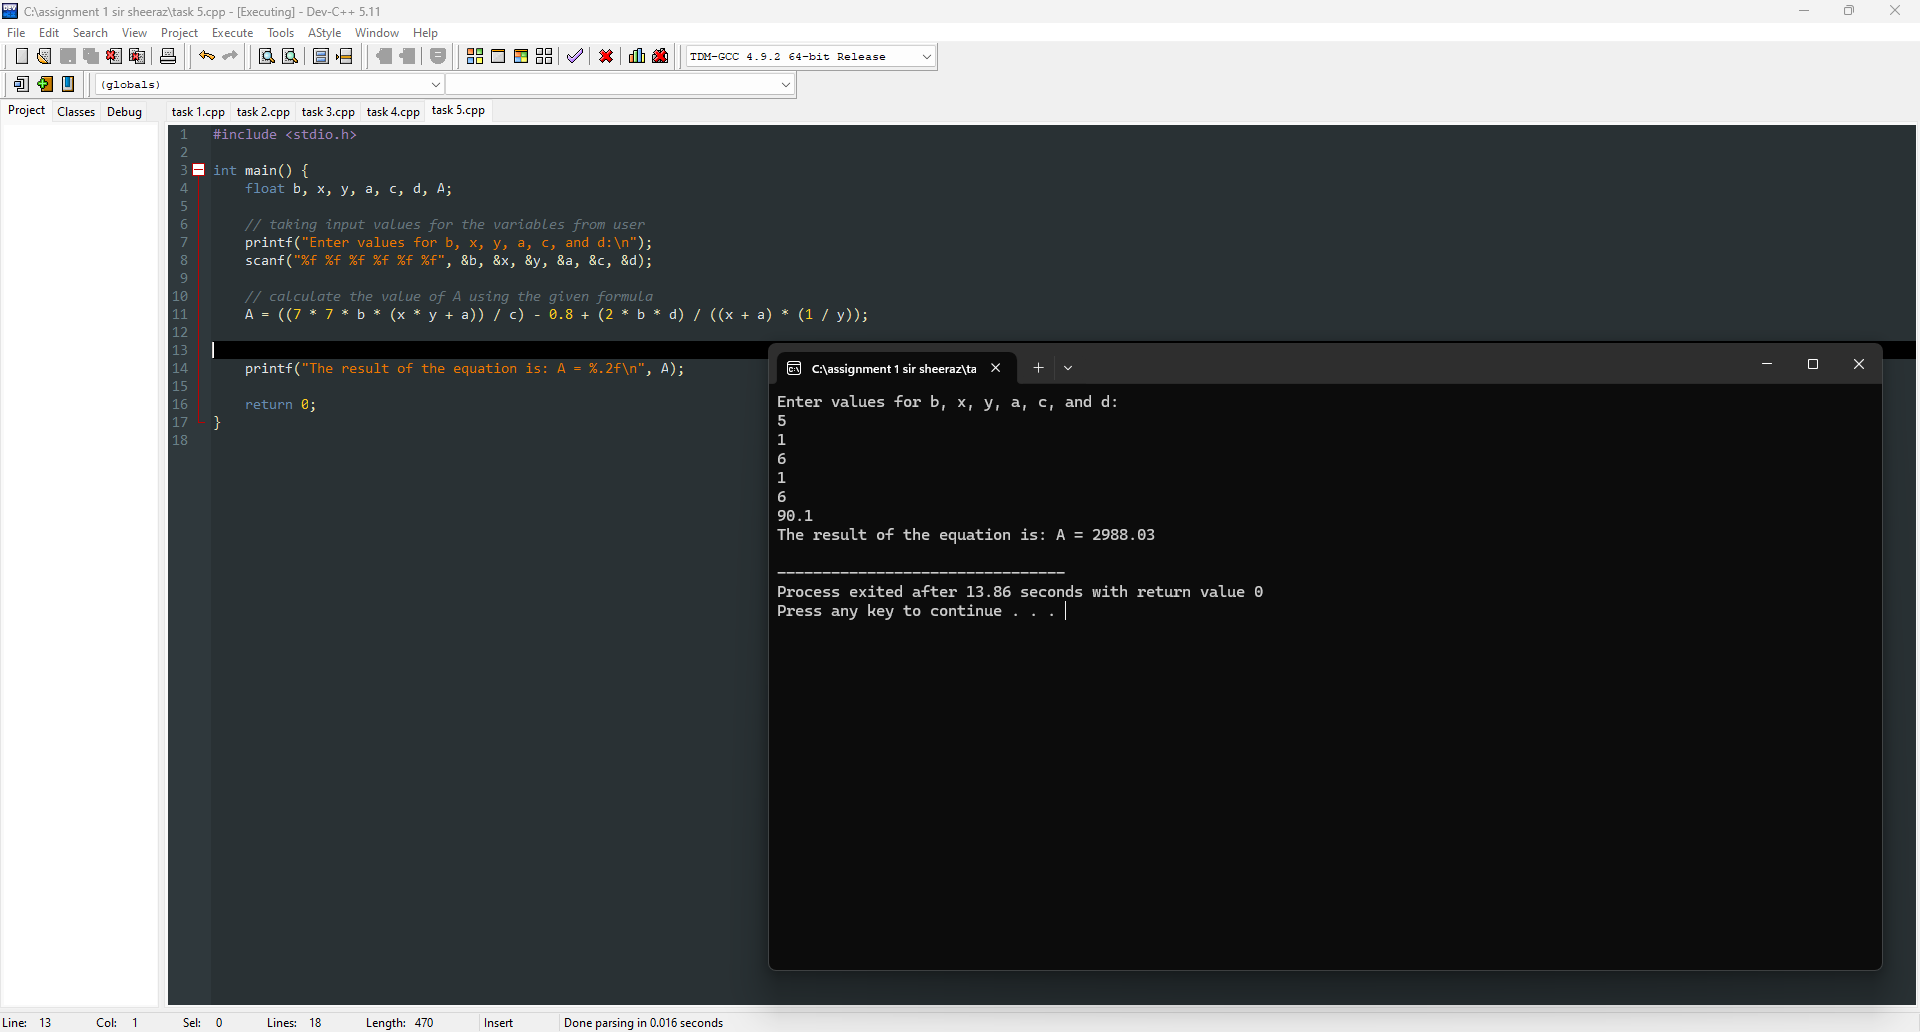 C:\assignment 1 sir sheeraz\task 5.cpp - [Executing] - Dev-C++ 5.11
File Edit Search View Project Execute Tools AStyle Window Help
TDM-GCC 4.9.2 64-bit Release
(globals)
Project Classes Debug task 1.cpp task 2.cpp task 3.cpp task 4.cpp task 5.cpp
1 #include <stdio.h>
2
3 int main() {
4 float b, x, y, a, c, d, A;
5
6 // taking input values for the variables from user
7 printf("Enter values for b, x, y, a, c, and d:\n");
8 scanf("%f %f %f %f %f %f", &b, &x, &y, &a, &c, &d);
9
10 // calculate the value of A using the given formula
11 A = ((7 * 7 * b * (x * y + a)) / c) - 0.8 + (2 * b * d) / ((x + a) * (1 / y));
12
13
14 printf("The result of the equation is: A = %.2f\n", A);
15
16 return 0;
17 }
18
C:\assignment 1 sir sheeraz\ta
Enter values for b, x, y, a, c, and d:
5
1
6
1
6
90.1
The result of the equation is: A = 2988.03
--------------------------------
Process exited after 13.86 seconds with return value 0
Press any key to continue . . .
Line: 13 Col: 1 Sel: 0 Lines: 18 Length: 470 Insert Done parsing in 0.016 seconds